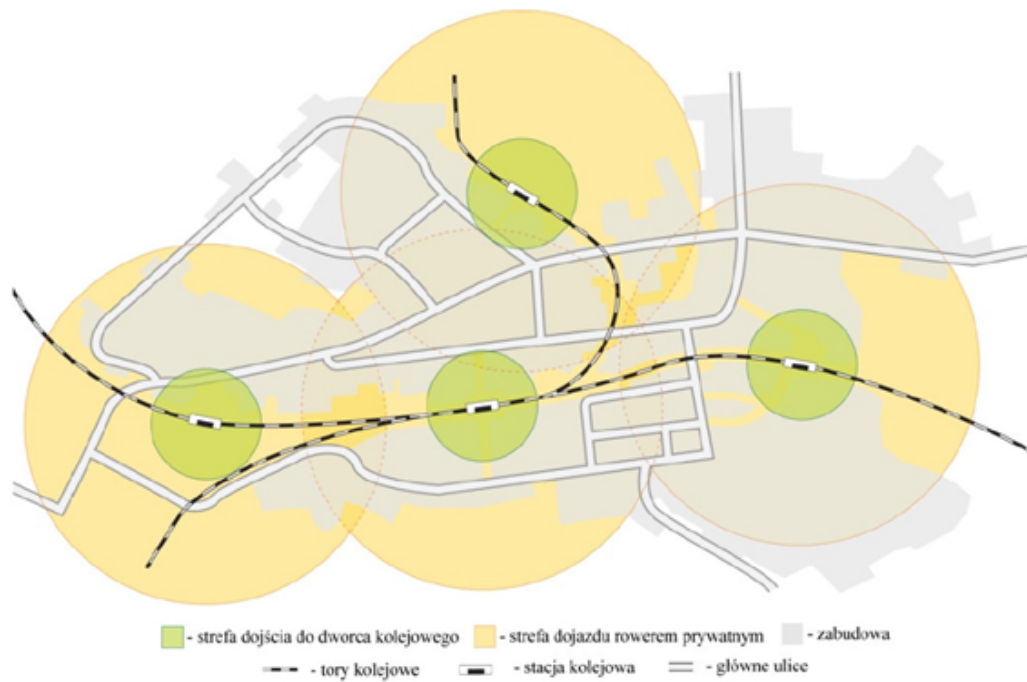 - strefa dojścia do dworca kolejowego - strefa dojazdu rowerem prywatnym - zabudowa
- tory kolejowe - stacja kolejowa - główne ulice